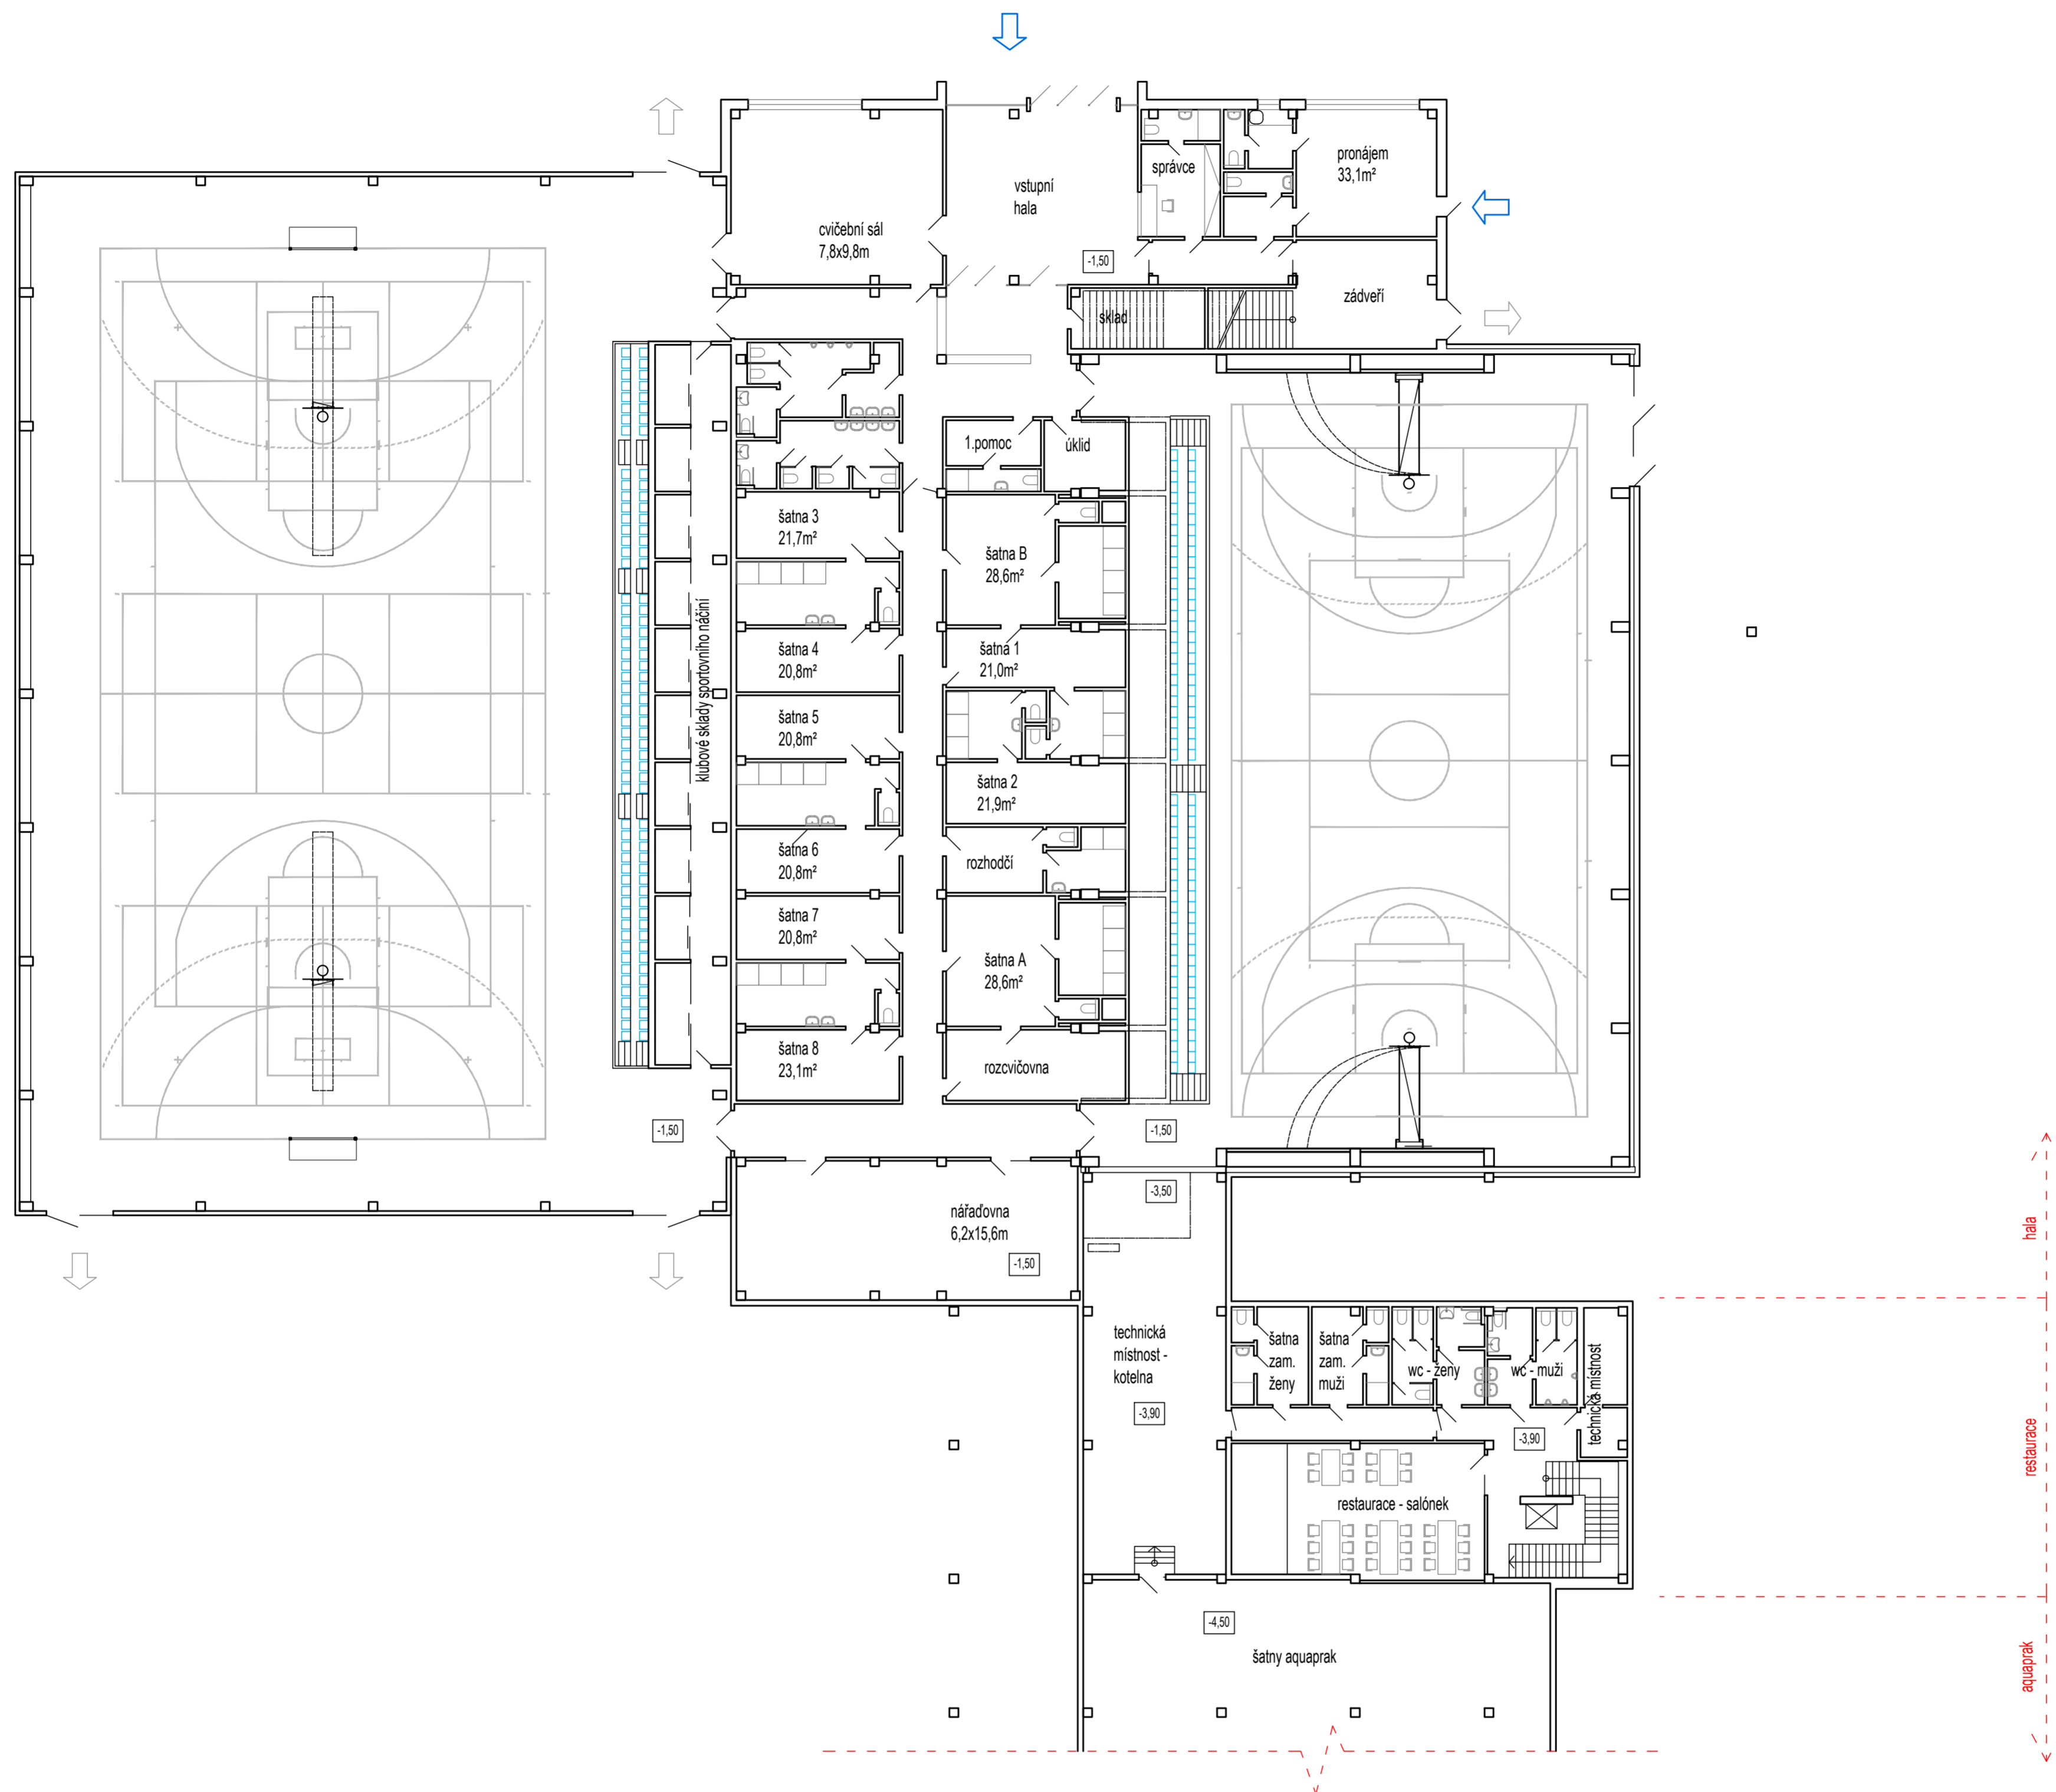 správce
pronájem
33,1m²
vstupní
hala
cvičební sál
7,8x9,8m
-1,50
zádveří
sklad
1.pomoc
úklid
šatna 3
21,7m²
šatna B
28,6m²
klubové sklady sportovního náčiní
šatna 4
20,8m²
šatna 1
21,0m²
šatna 5
20,8m²
šatna 2
21,9m²
šatna 6
20,8m²
rozhodčí
šatna 7
20,8m²
šatna A
28,6m²
šatna 8
23,1m²
rozcvičovna
-1,50
-1,50
-3,50
nářaďovna
6,2x15,6m
-1,50
hala
technická
místnost -
kotelna
šatna
zam.
ženy
šatna
zam.
muži
wc - ženy
wc - muži
technická místnost
-3,90
-3,90
restaurace
restaurace - salónek
-4,50
šatny aquaprak
aquaprak